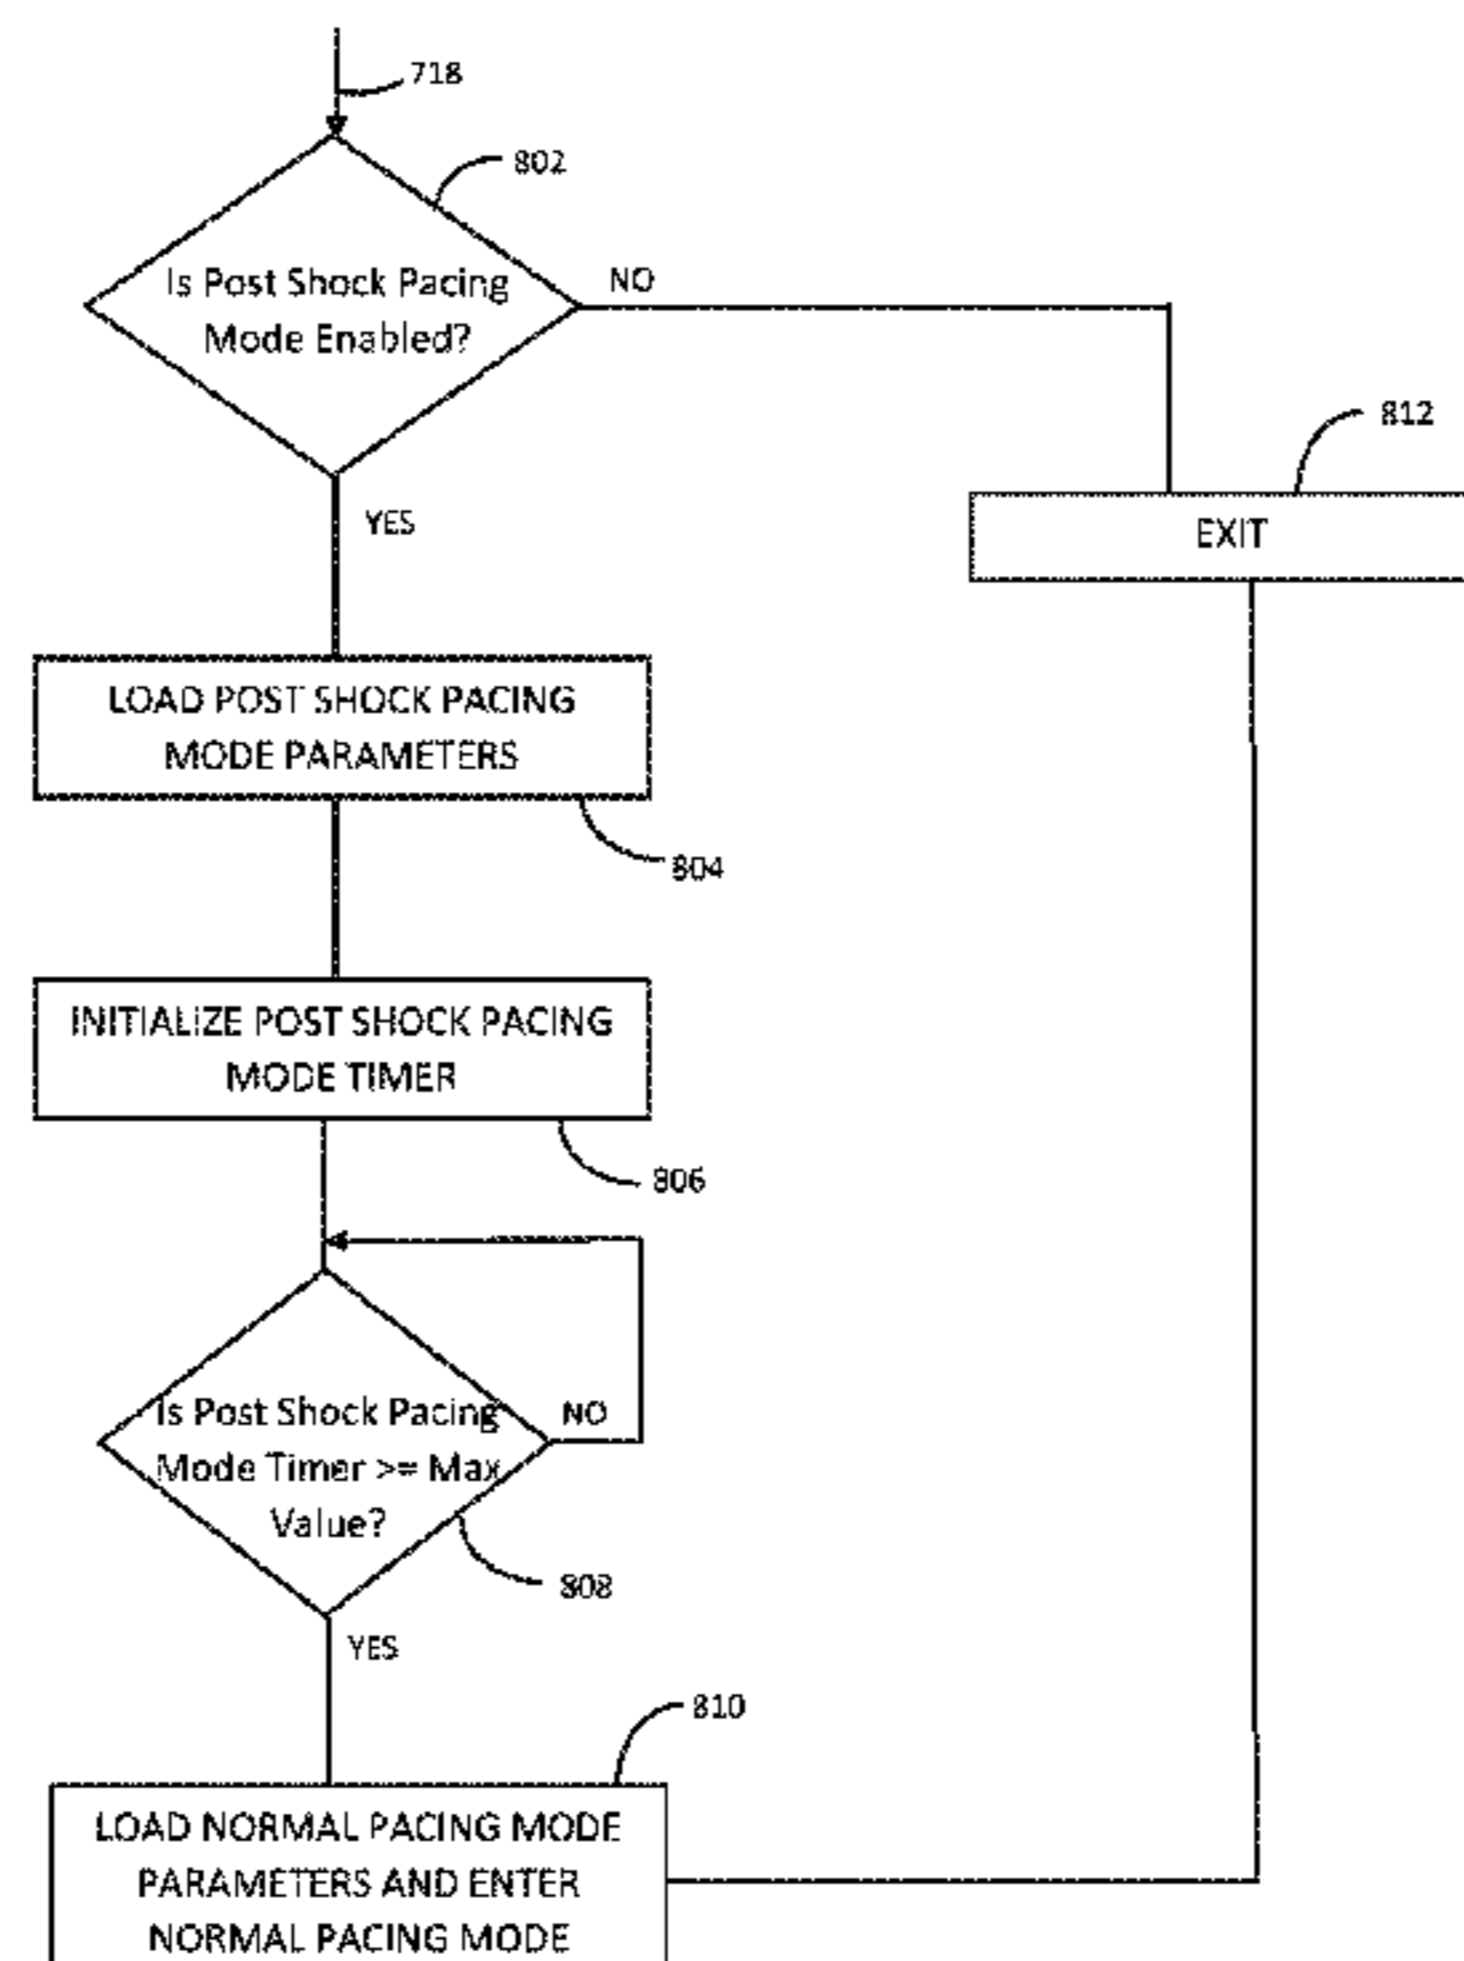 718
802
Is Post Shock Pacing
Mode Enabled?
NO
812
EXIT
YES
LOAD POST SHOCK PACING
MODE PARAMETERS
804
INITIALIZE POST SHOCK PACING
MODE TIMER
806
Is Post Shock Pacing
Mode Timer >= Max
Value?
NO
808
YES
810
LOAD NORMAL PACING MODE
PARAMETERS AND ENTER
NORMAL PACING MODE